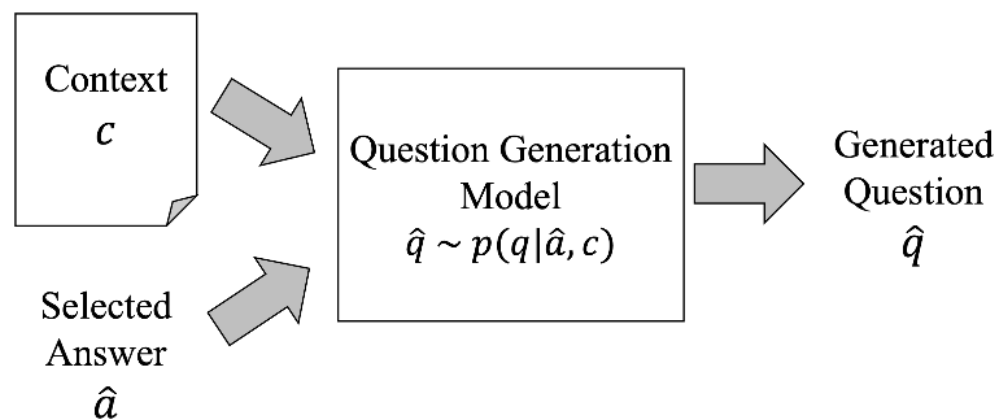 Context
c
Selected
Answer
â
Question Generation
Model
q̂ ~ p(q|â, c)
Generated
Question
q̂